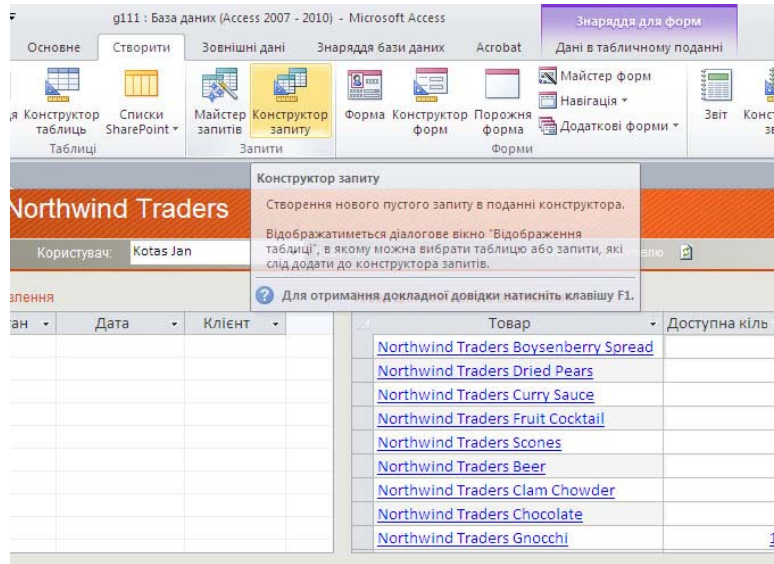 g111 : База даних (Access 2007 - 2010) - Microsoft Access
Знаряддя для форм
Основне Створити Зовнішні дані Знаряддя бази даних Acrobat Дані в табличному поданні
Конструктор таблиць
Списки SharePoint
Майстер запитів
Конструктор запиту
Форма
Конструктор форм
Порожня форма
Майстер форм
Навігація
Додаткові форми
Звіт
Таблиці Запити Форми
Конструктор запиту
Створення нового пустого запиту в поданні конструктора.
Відображатиметься діалогове вікно "Відображення
таблиці", в якому можна вибрати таблицю або запити, які
слід додати до конструктора запитів.
Для отримання докладної довідки натисніть клавішу F1.
Northwind Traders
Користувач: Kotas Jan
Дата Клієнт
Товар Доступна кіль
Northwind Traders Boysenberry Spread
Northwind Traders Dried Pears
Northwind Traders Curry Sauce
Northwind Traders Fruit Cocktail
Northwind Traders Scones
Northwind Traders Beer
Northwind Traders Clam Chowder
Northwind Traders Chocolate
Northwind Traders Gnocchi 1